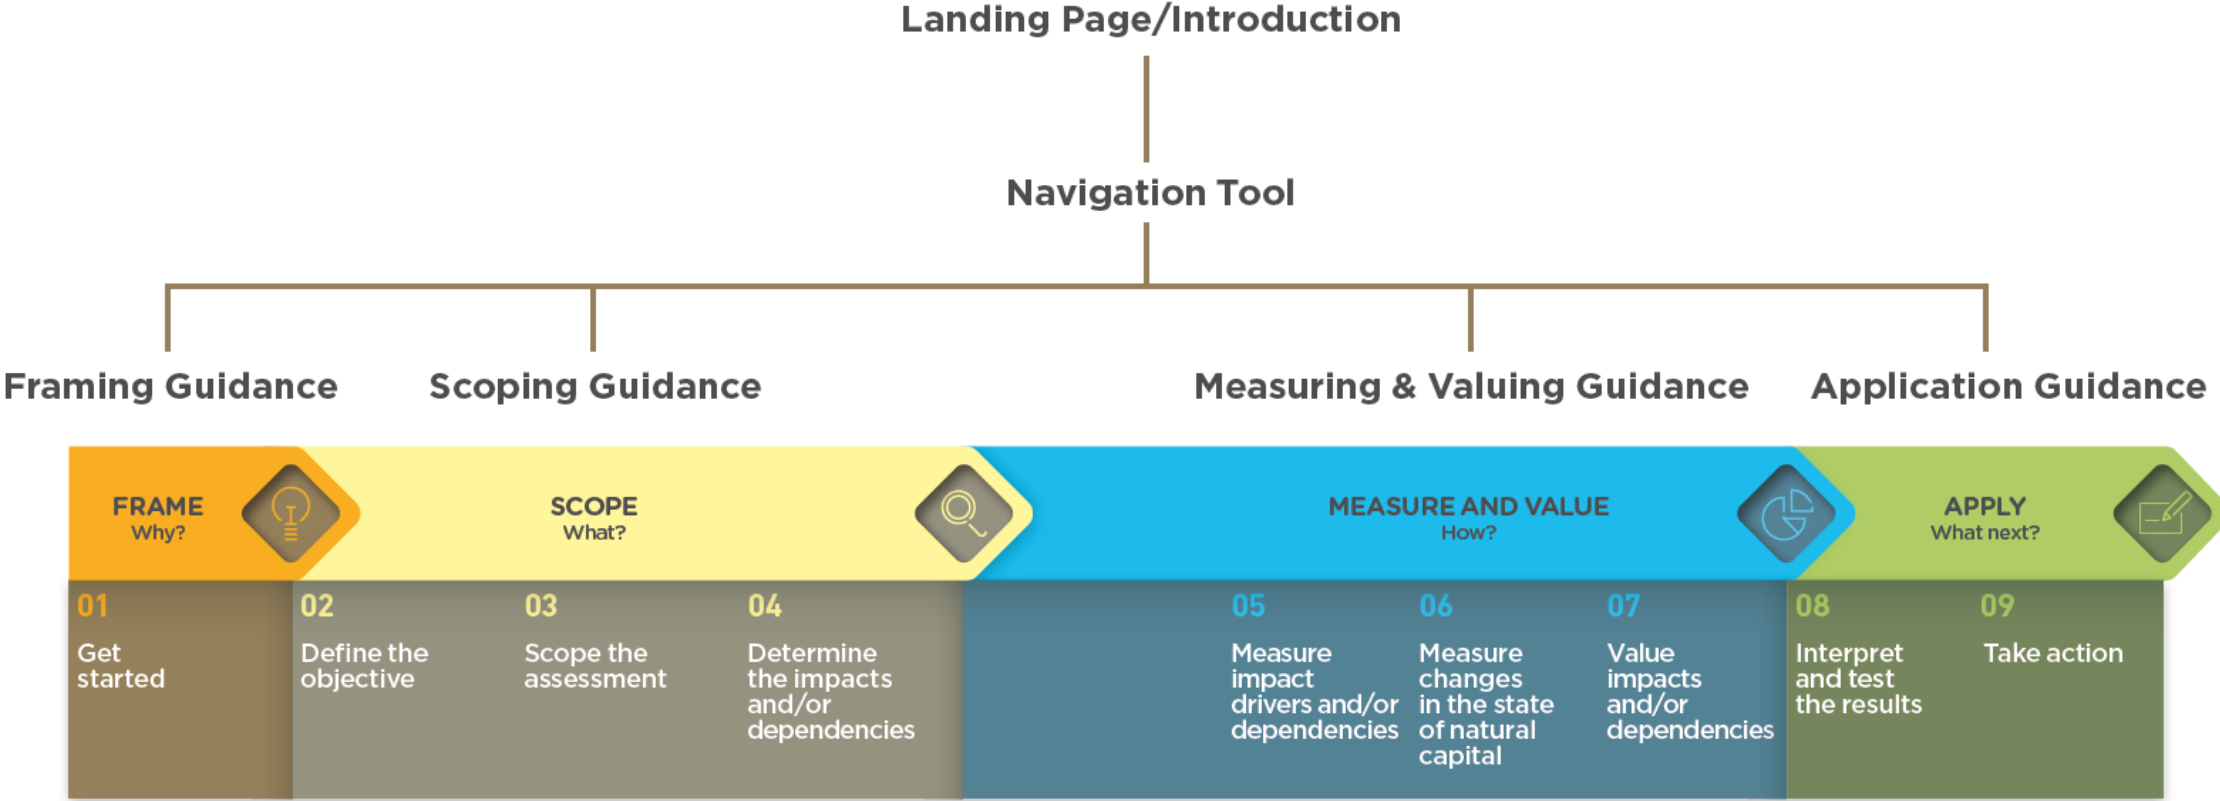 Landing Page/Introduction
Navigation Tool
Framing Guidance
Scoping Guidance
Measuring & Valuing Guidance
Application Guidance
FRAME
Why?
SCOPE
What?
MEASURE AND VALUE
How?
APPLY
What next?
01
Get
started
02
Define the
objective
03
Scope the
assessment
04
Determine
the impacts
and/or
dependencies
05
Measure
impact
drivers and/or
dependencies
06
Measure
changes
in the state
of natural
capital
07
Value
impacts
and/or
dependencies
08
Interpret
and test
the results
09
Take action